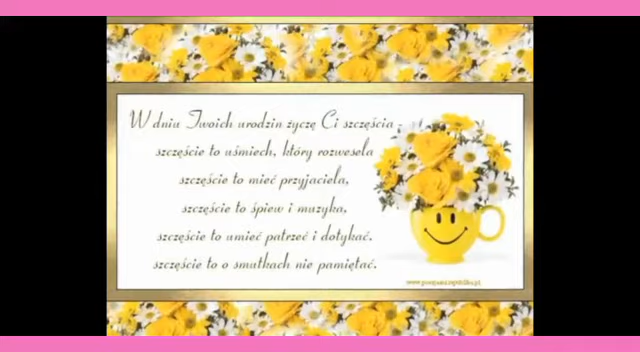 W dniu Twoich urodzin życzę Ci szczęścia -
szczęście to uśmiech, który rozwesela
szczęście to mieć przyjaciela,
szczęście to śpiew i muzyka,
szczęście to umieć patrzeć i dotykać.
szczęście to o smutkach nie pamiętać.